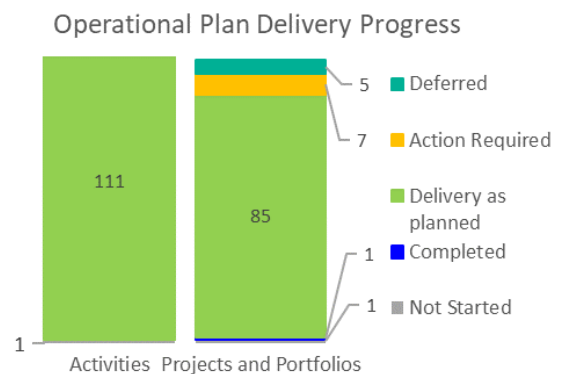 Operational Plan Delivery Progress
5
Deferred
7
Action Required
111
85
Delivery as
planned
1
Completed
1
Not Started
1
Activities Projects and Portfolios